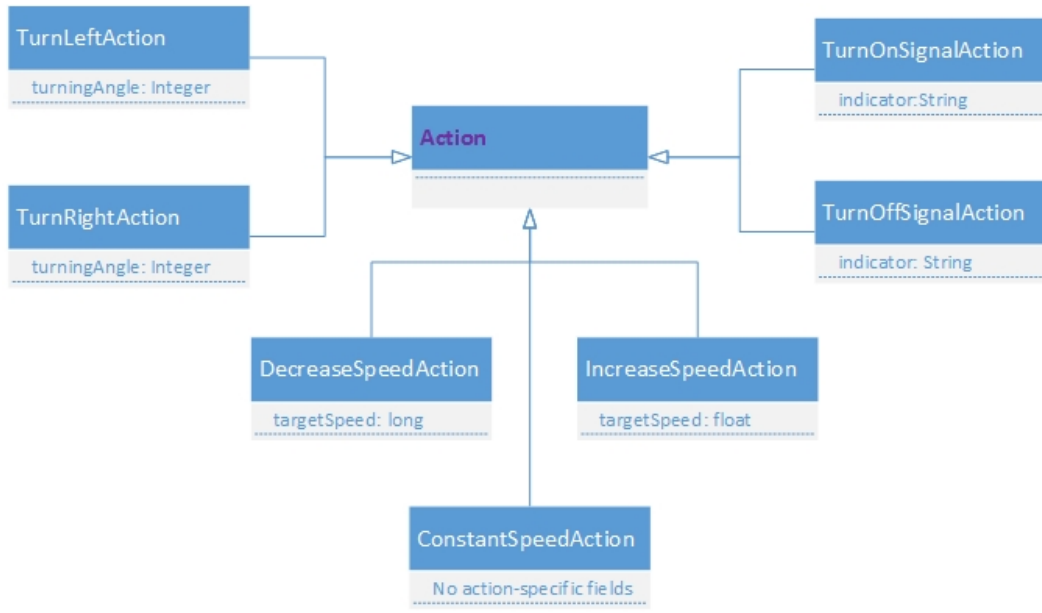 TurnLeftAction
turningAngle: Integer
TurnOnSignalAction
indicator:String
Action
TurnRightAction
turningAngle: Integer
TurnOffSignalAction
indicator: String
DecreaseSpeedAction
targetSpeed: long
IncreaseSpeedAction
targetSpeed: float
ConstantSpeedAction
No action-specific fields